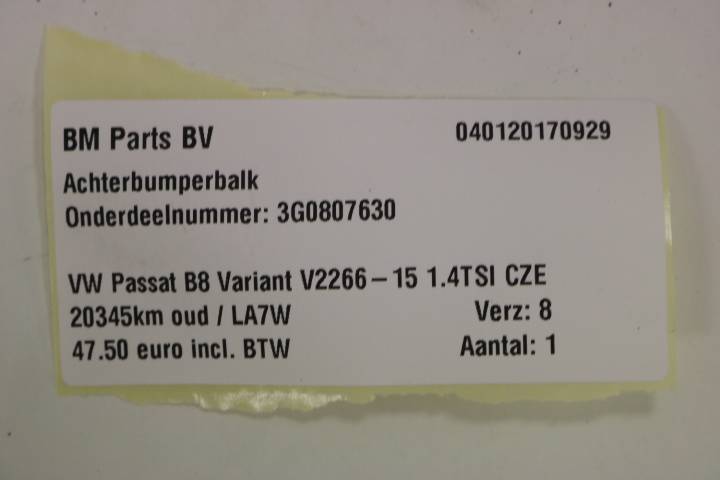 BM Parts BV 040120170929
Achterbumperbalk
Onderdeelnummer: 3G0807630
VW Passat B8 Variant V2266-15 1.4TSI CZE
20345km oud / LA7W Verz: 8
47.50 euro incl. BTW Aantal: 1